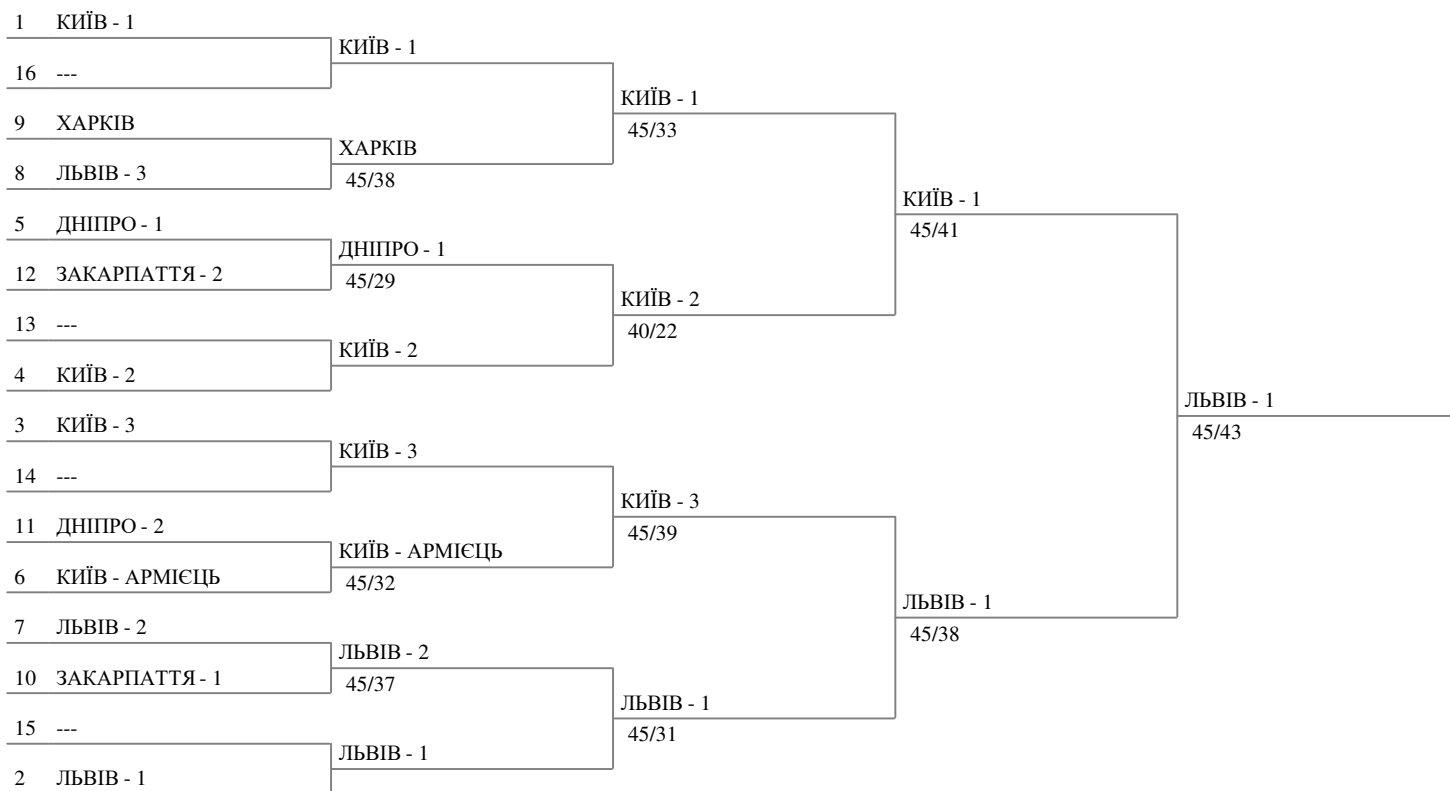 1 КИЇВ - 1
КИЇВ - 1
16 ---
КИЇВ - 1
45/33
9 ХАРКІВ
ХАРКІВ
45/38
8 ЛЬВІВ - 3
КИЇВ - 1
45/41
5 ДНІПРО - 1
ДНІПРО - 1
45/29
12 ЗАКАРПАТТЯ - 2
КИЇВ - 2
40/22
13 ---
КИЇВ - 2
4 КИЇВ - 2
ЛЬВІВ - 1
45/43
3 КИЇВ - 3
КИЇВ - 3
14 ---
КИЇВ - 3
45/39
11 ДНІПРО - 2
КИЇВ - АРМІЄЦЬ
45/32
6 КИЇВ - АРМІЄЦЬ
ЛЬВІВ - 1
45/38
7 ЛЬВІВ - 2
ЛЬВІВ - 2
45/37
10 ЗАКАРПАТТЯ - 1
ЛЬВІВ - 1
45/31
15 ---
ЛЬВІВ - 1
2 ЛЬВІВ - 1